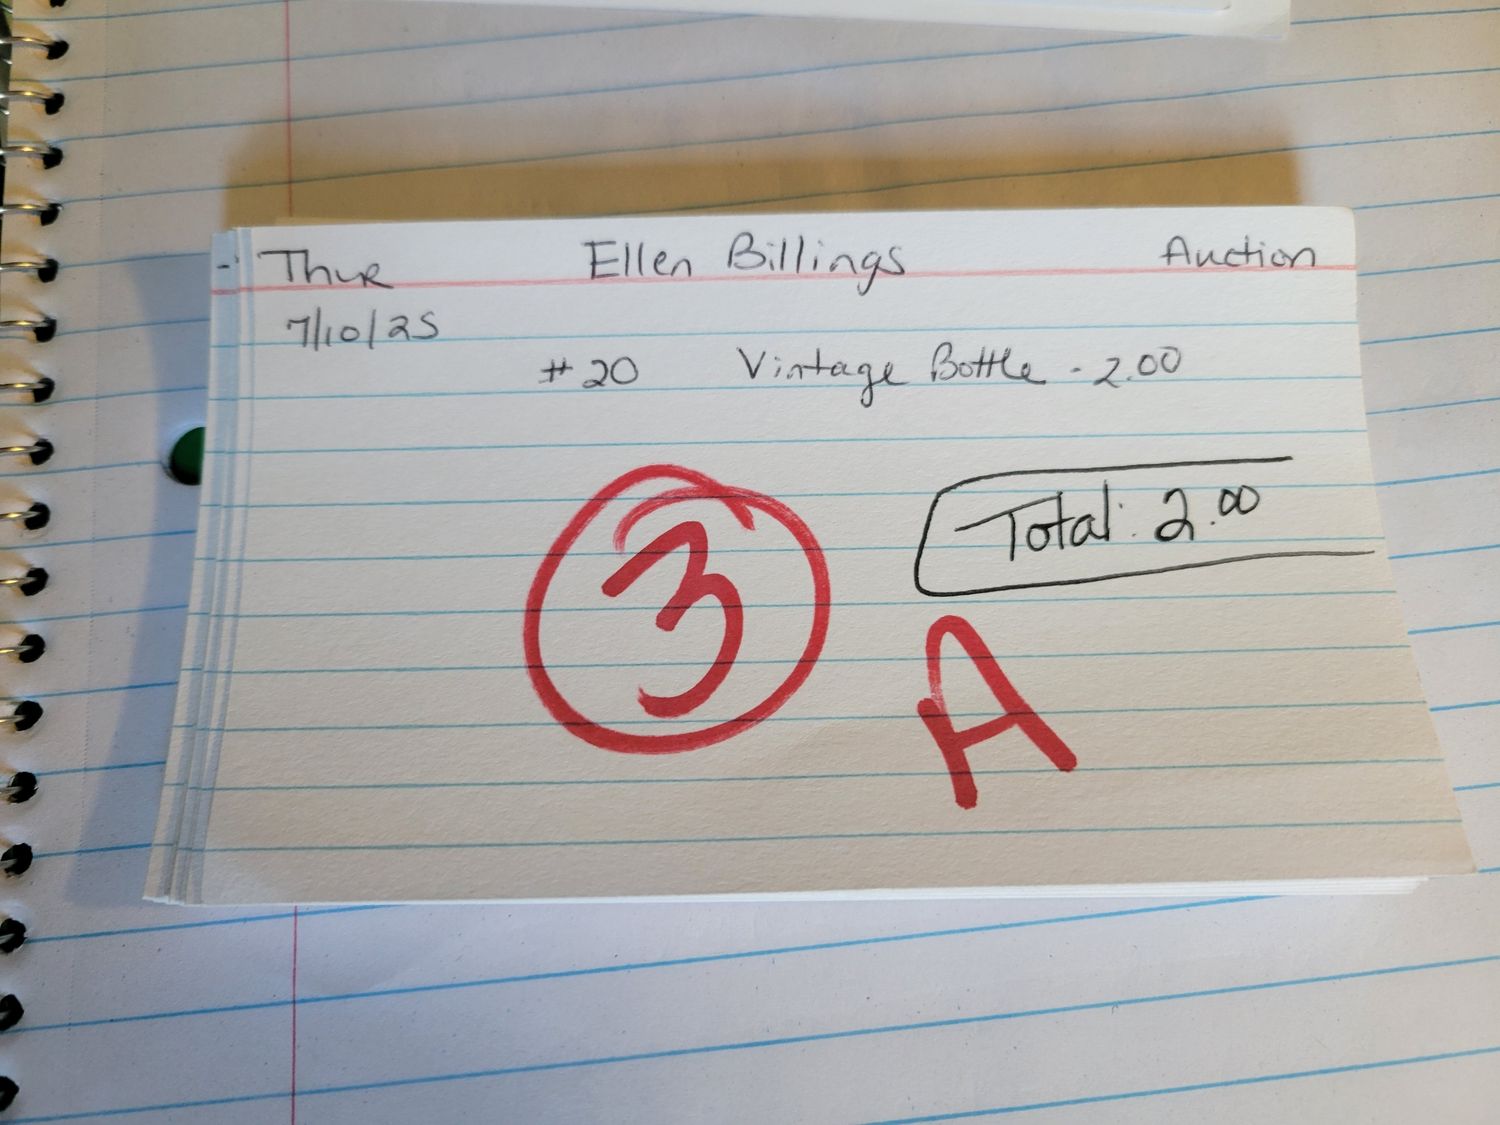 Thur Ellen Billings Auction
7/10/25
#20 Vintage Bottle - 2.00
Total: 2.00
3
A